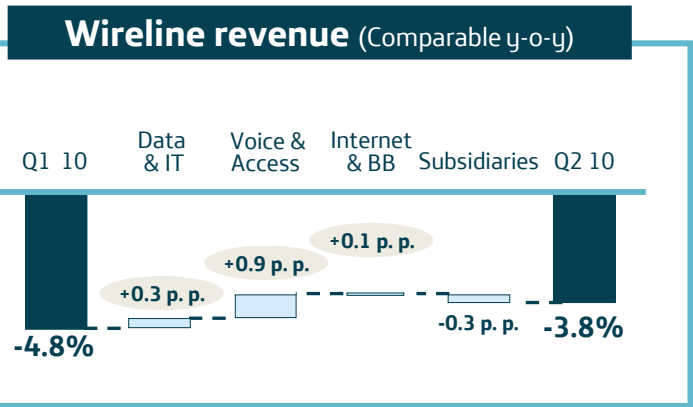 Wireline revenue (Comparable y-o-y)
Q1 10
Data
& IT
Voice &
Access
Internet
& BB
Subsidiaries
Q2 10
+0.3 p. p.
+0.9 p. p.
+0.1 p. p.
-0.3 p. p.
-4.8%
-3.8%